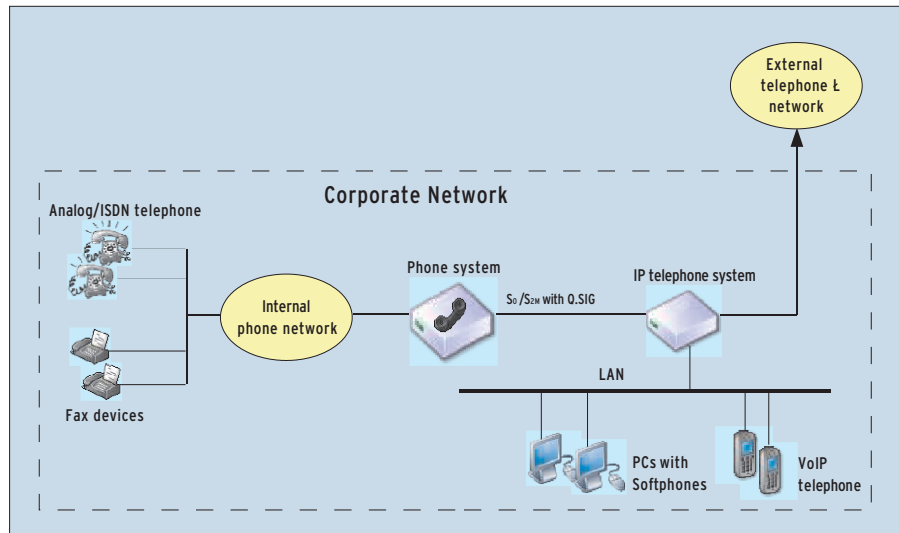 External
telephone Ł
network
Corporate Network
Analog/ISDN telephone
Phone system
IP telephone system
S0/S2M with Q.SIG
Internal
phone network
LAN
Fax devices
PCs with
Softphones
VoIP
telephone